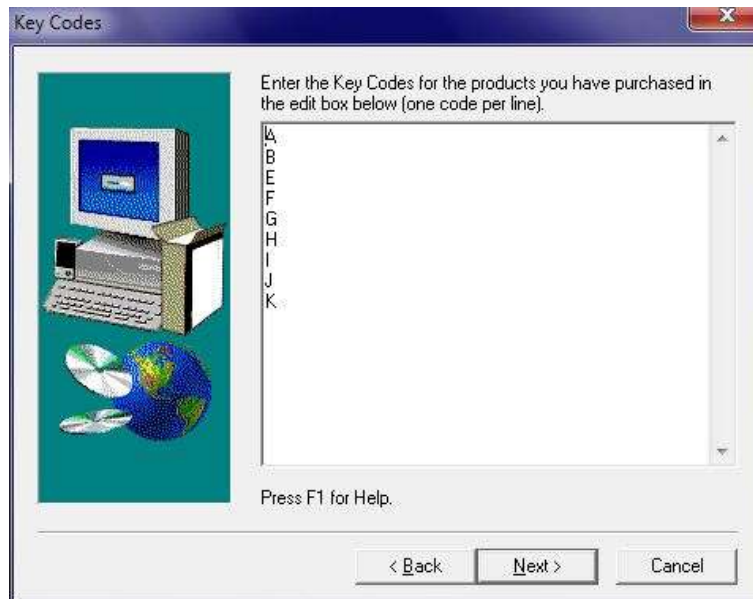 Key Codes
Enter the Key Codes for the products you have purchased in
the edit box below (one code per line).
A
B
E
F
G
H
I
J
K
Press F1 for Help.
< Back
Next >
Cancel